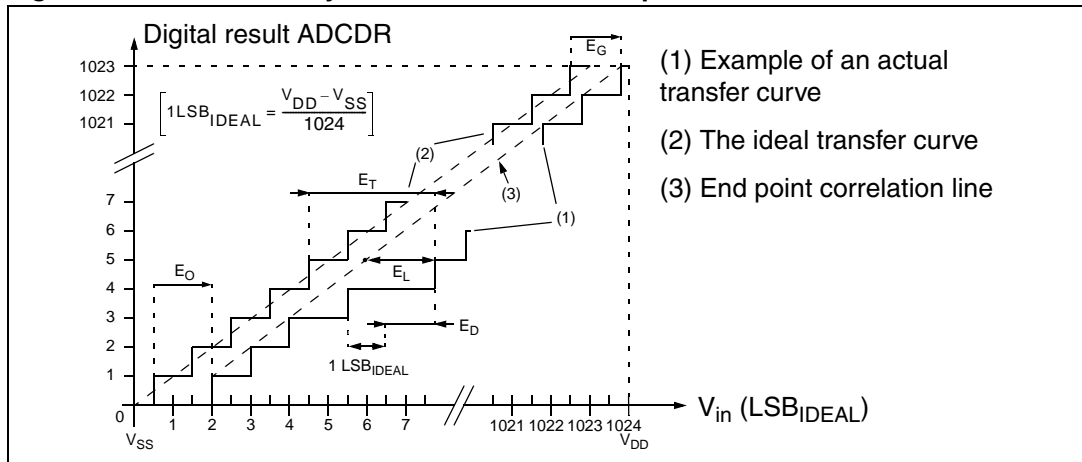 Digital result ADCDR
E_G
1023
1022
1021
[1LSB_IDEAL = (V_DD – V_SS) / 1024]
(2)
(3)
(1)
E_T
7
6
5
4
3
2
1
0
E_O
E_L
E_D
1 LSB_IDEAL
1 2 3 4 5 6 7 1021 1022 1023 1024
V_SS V_DD
V_in (LSB_IDEAL)
(1) Example of an actual
transfer curve
(2) The ideal transfer curve
(3) End point correlation line